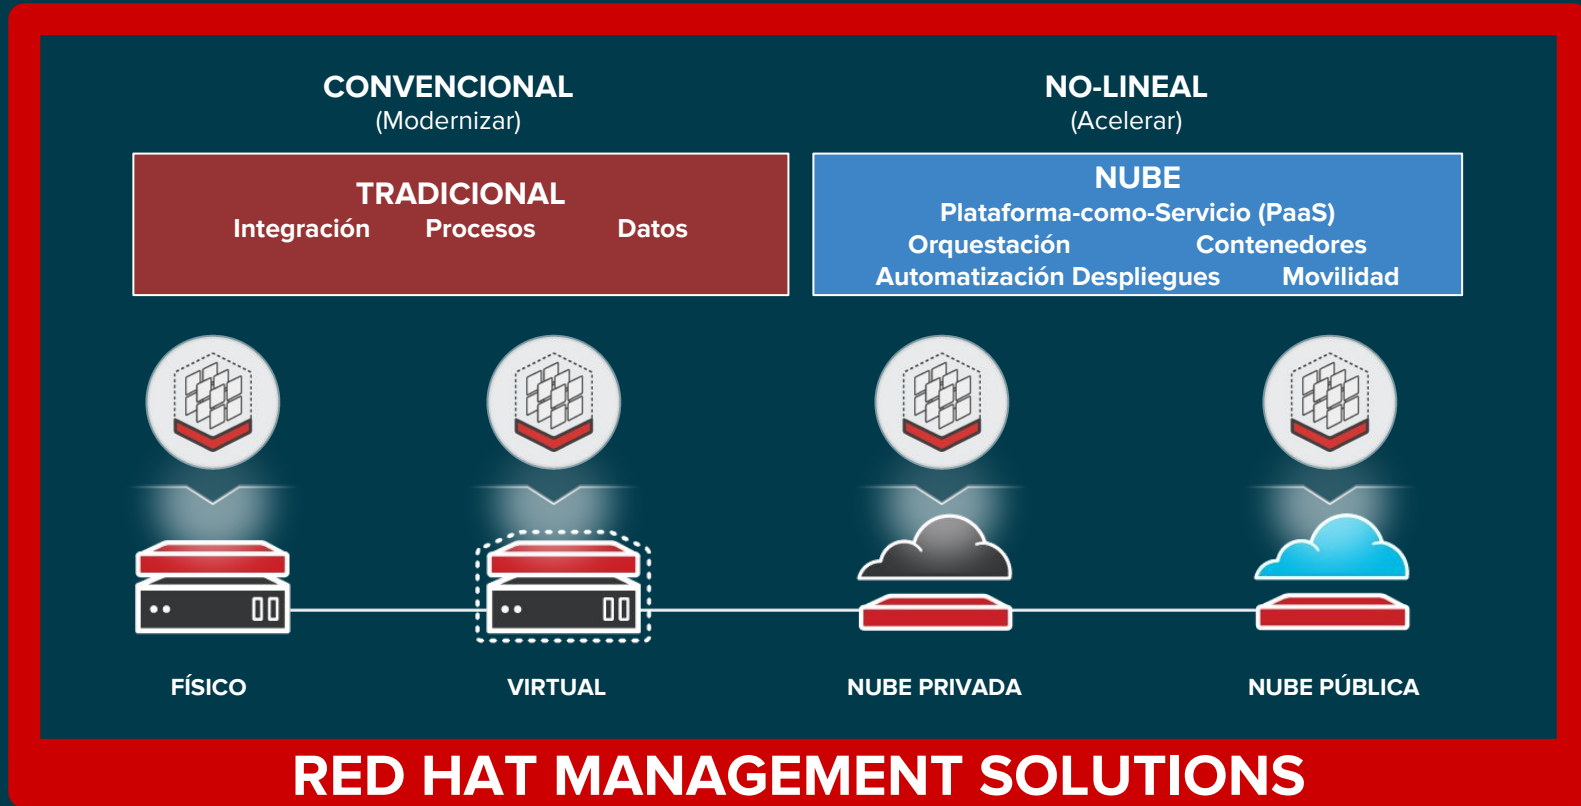 CONVENCIONAL
(Modernizar)
NO-LINEAL
(Acelerar)
TRADICIONAL
Integración Procesos Datos
NUBE
Plataforma-como-Servicio (PaaS)
Orquestación Contenedores
Automatización Despliegues Movilidad
FÍSICO
VIRTUAL
NUBE PRIVADA
NUBE PÚBLICA
RED HAT MANAGEMENT SOLUTIONS